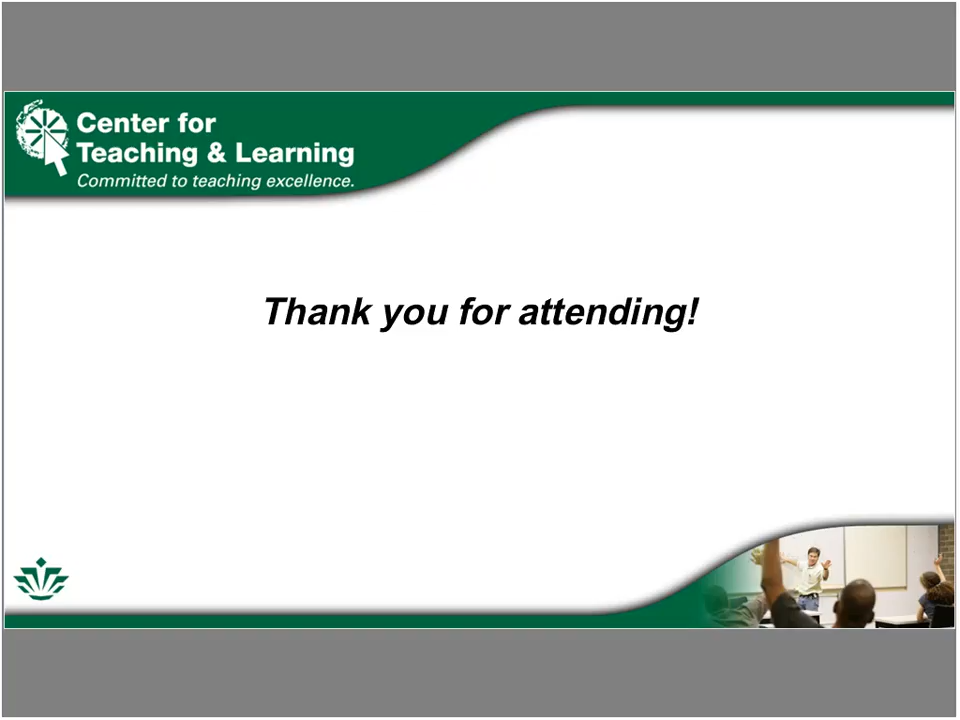 Center for
Teaching & Learning
Committed to teaching excellence.
Thank you for attending!